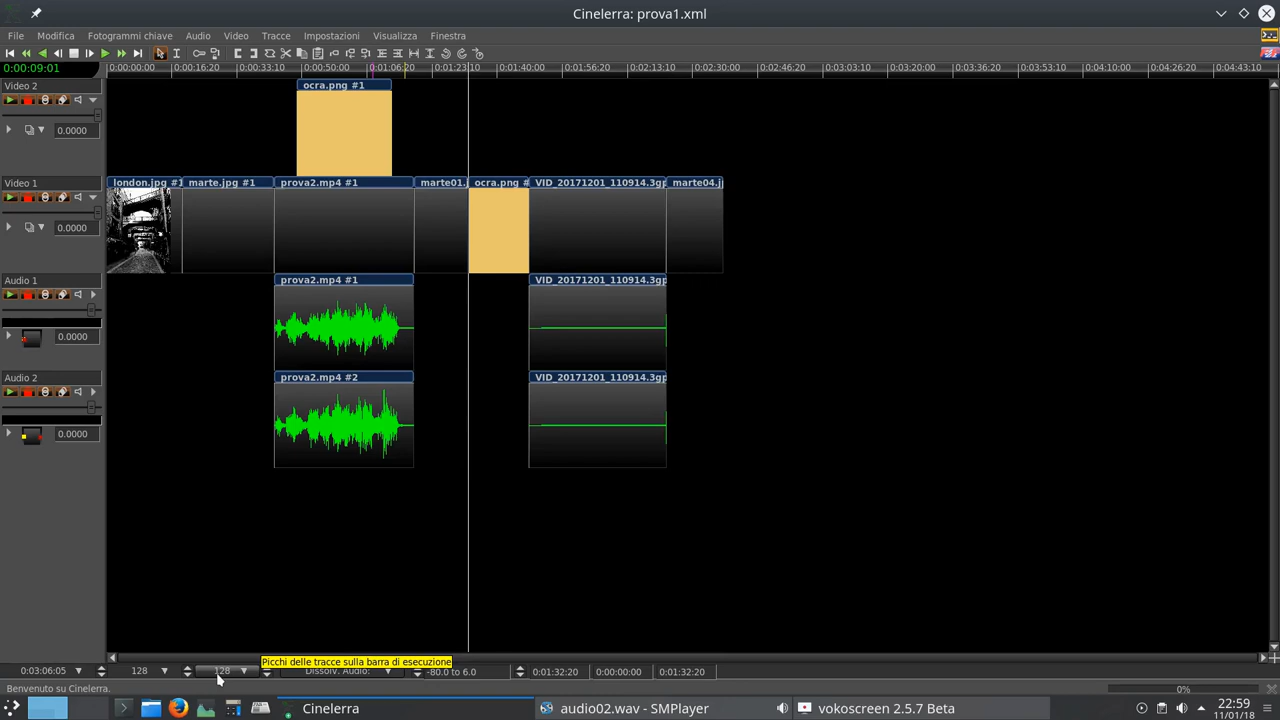 Cinelerra: prova1.xml
File Modifica Fotogrammi chiave Audio Video Tracce Impostazioni Visualizza Finestra
0:00:09:01
0:00:00:00 0:00:16:20 0:00:33:10 0:00:50:00 0:01:06:20 0:01:23:10 0:01:40:00 0:01:56:20 0:02:13:10 0:02:30:00 0:02:46:20 0:03:03:10 0:03:20:00 0:03:36:20 0:03:53:10 0:04:10:00 0:04:26:20 0:04:43:10
Video 2
ocra.png #1
0.0000
Video 1
london.jpg #1 marte.jpg #1 prova2.mp4 #1 marte01.j ocra.png # VID_20171201_110914.3gp marte04.j
0.0000
Audio 1
prova2.mp4 #1 VID_20171201_110914.3gp
0.0000
Audio 2
prova2.mp4 #2 VID_20171201_110914.3gp
0.0000
Picchi delle tracce sulla barra di esecuzione
0:03:06:05 128 128 Dissolv. Audio: -80.0 to 6.0 0:01:32:20 0:00:00:00 0:01:32:20
Benvenuto su Cinelerra.
0%
Cinelerra audio02.wav - SMPlayer vokoscreen 2.5.7 Beta
22:59
11/01/18